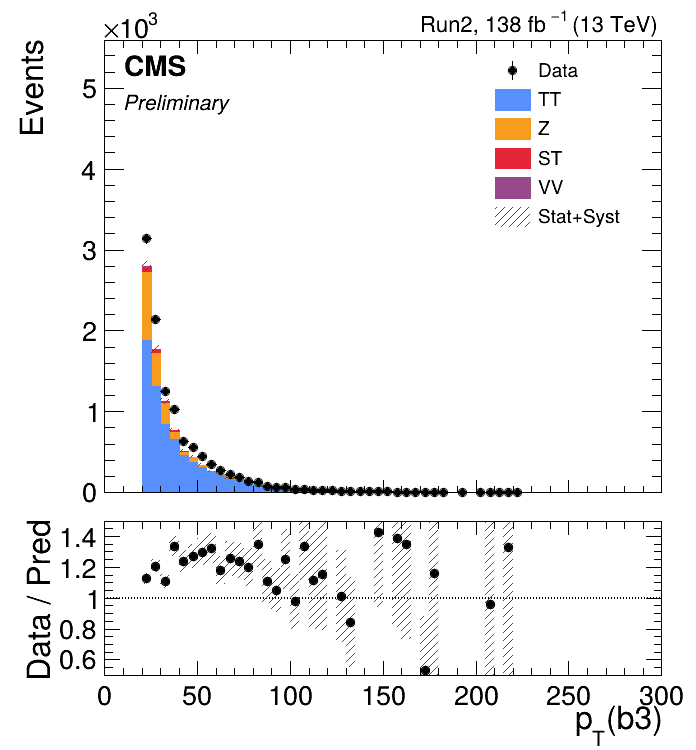 ×10³
Run2, 138 fb⁻¹ (13 TeV)
Events
CMS
Preliminary
Data
TT
Z
ST
VV
Stat+Syst
5
4
3
2
1
0
Data / Pred
1.4
1.2
1
0.8
0.6
0 50 100 150 200 250 300
p_T(b3)